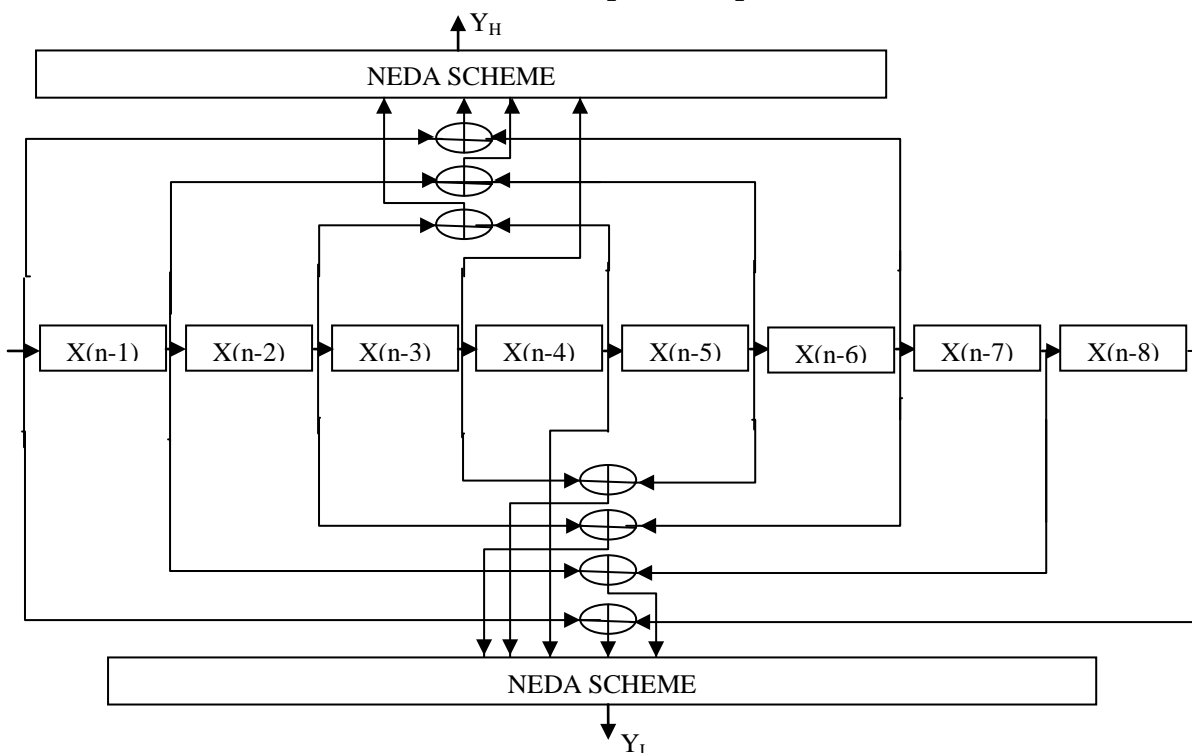 Y_H
NEDA SCHEME
X(n-1) X(n-2) X(n-3) X(n-4) X(n-5) X(n-6) X(n-7) X(n-8)
NEDA SCHEME
Y_L